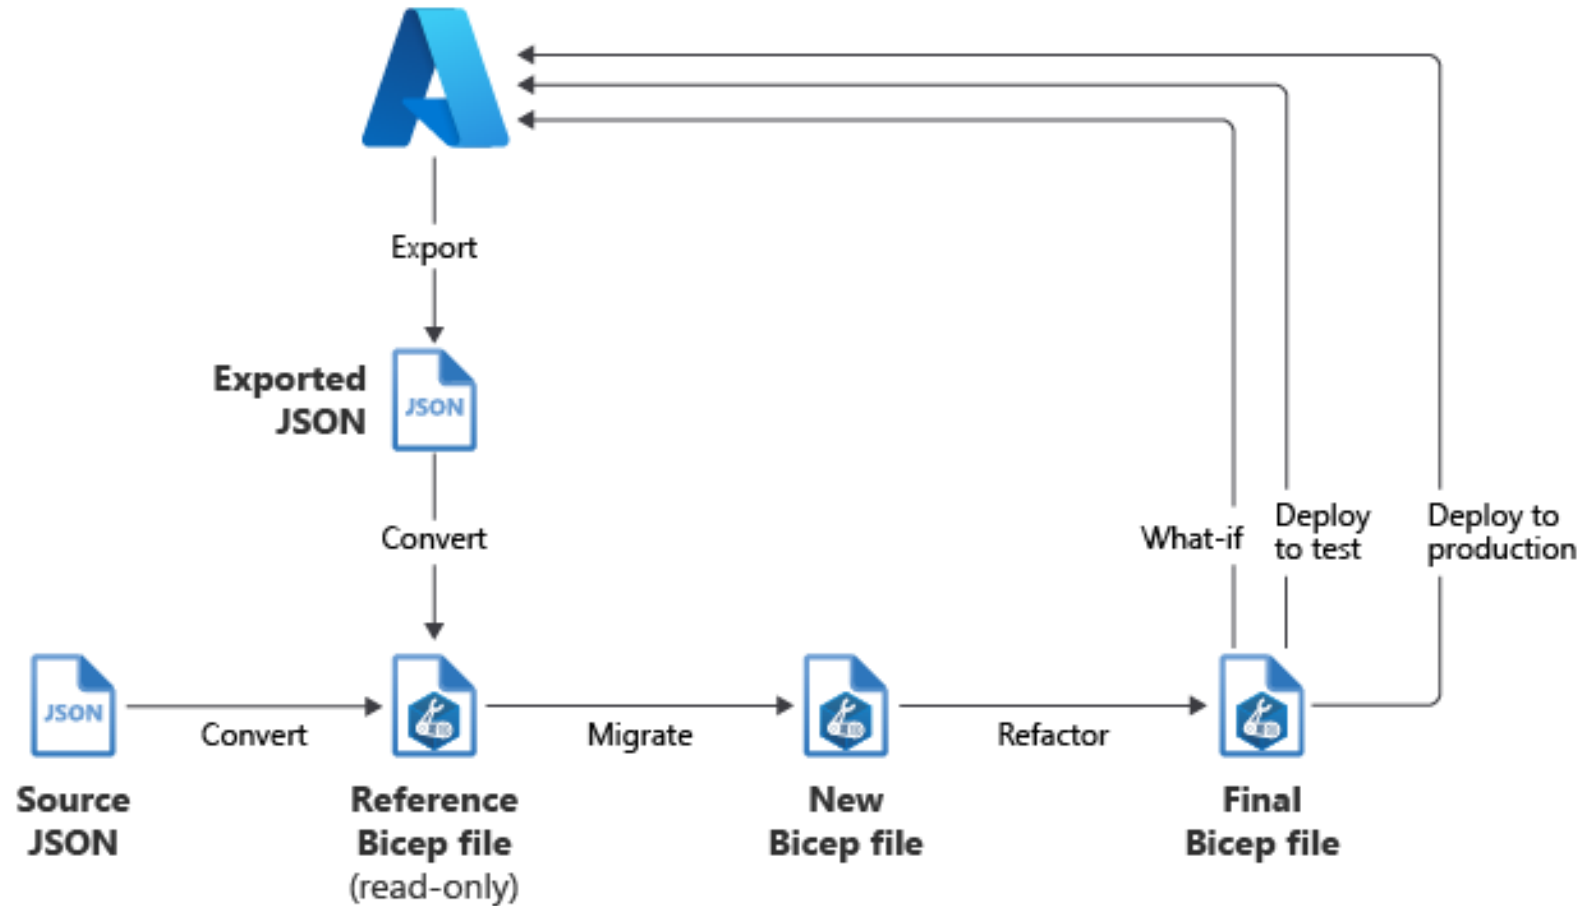 Export
Exported
JSON
JSON
Convert
What-if
Deploy
to test
Deploy to
production
JSON
Convert
Migrate
Refactor
Source
JSON
Reference
Bicep file
(read-only)
New
Bicep file
Final
Bicep file